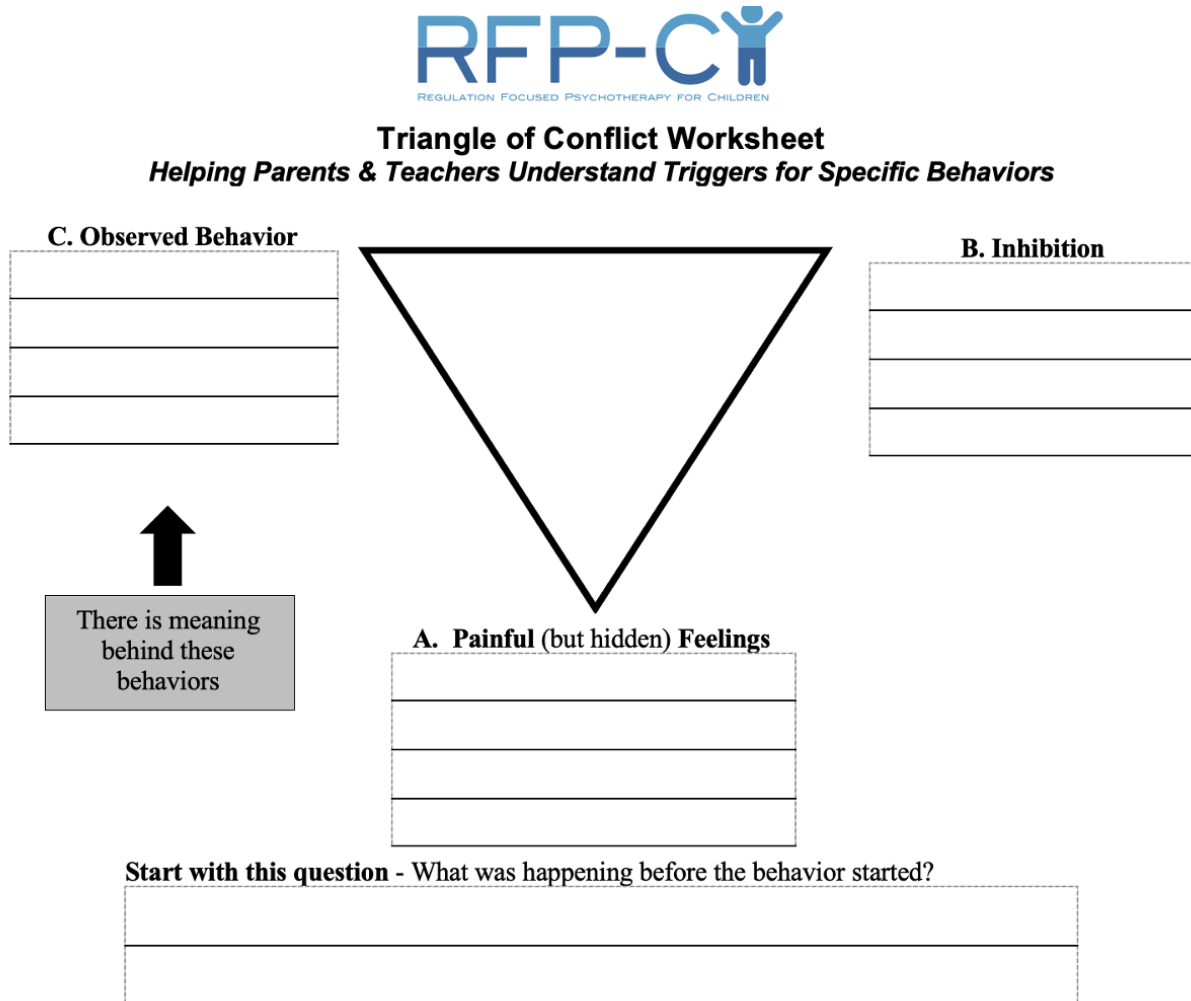 RFP-C
REGULATION FOCUSED PSYCHOTHERAPY FOR CHILDREN
Triangle of Conflict Worksheet
Helping Parents & Teachers Understand Triggers for Specific Behaviors
C. Observed Behavior
B. Inhibition
There is meaning
behind these
behaviors
A. Painful (but hidden) Feelings
Start with this question - What was happening before the behavior started?